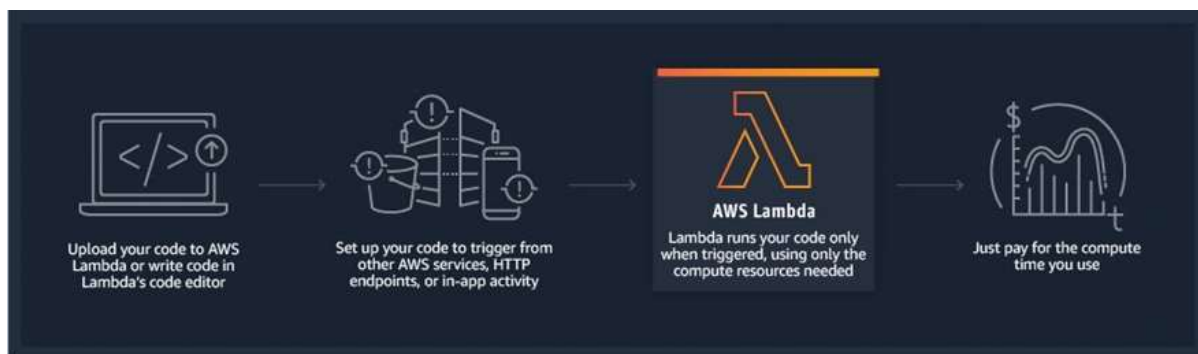 Upload your code to AWS
Lambda or write code in
Lambda's code editor
Set up your code to trigger from
other AWS services, HTTP
endpoints, or in-app activity
AWS Lambda
Lambda runs your code only
when triggered, using only the
compute resources needed
$
t
Just pay for the compute
time you use